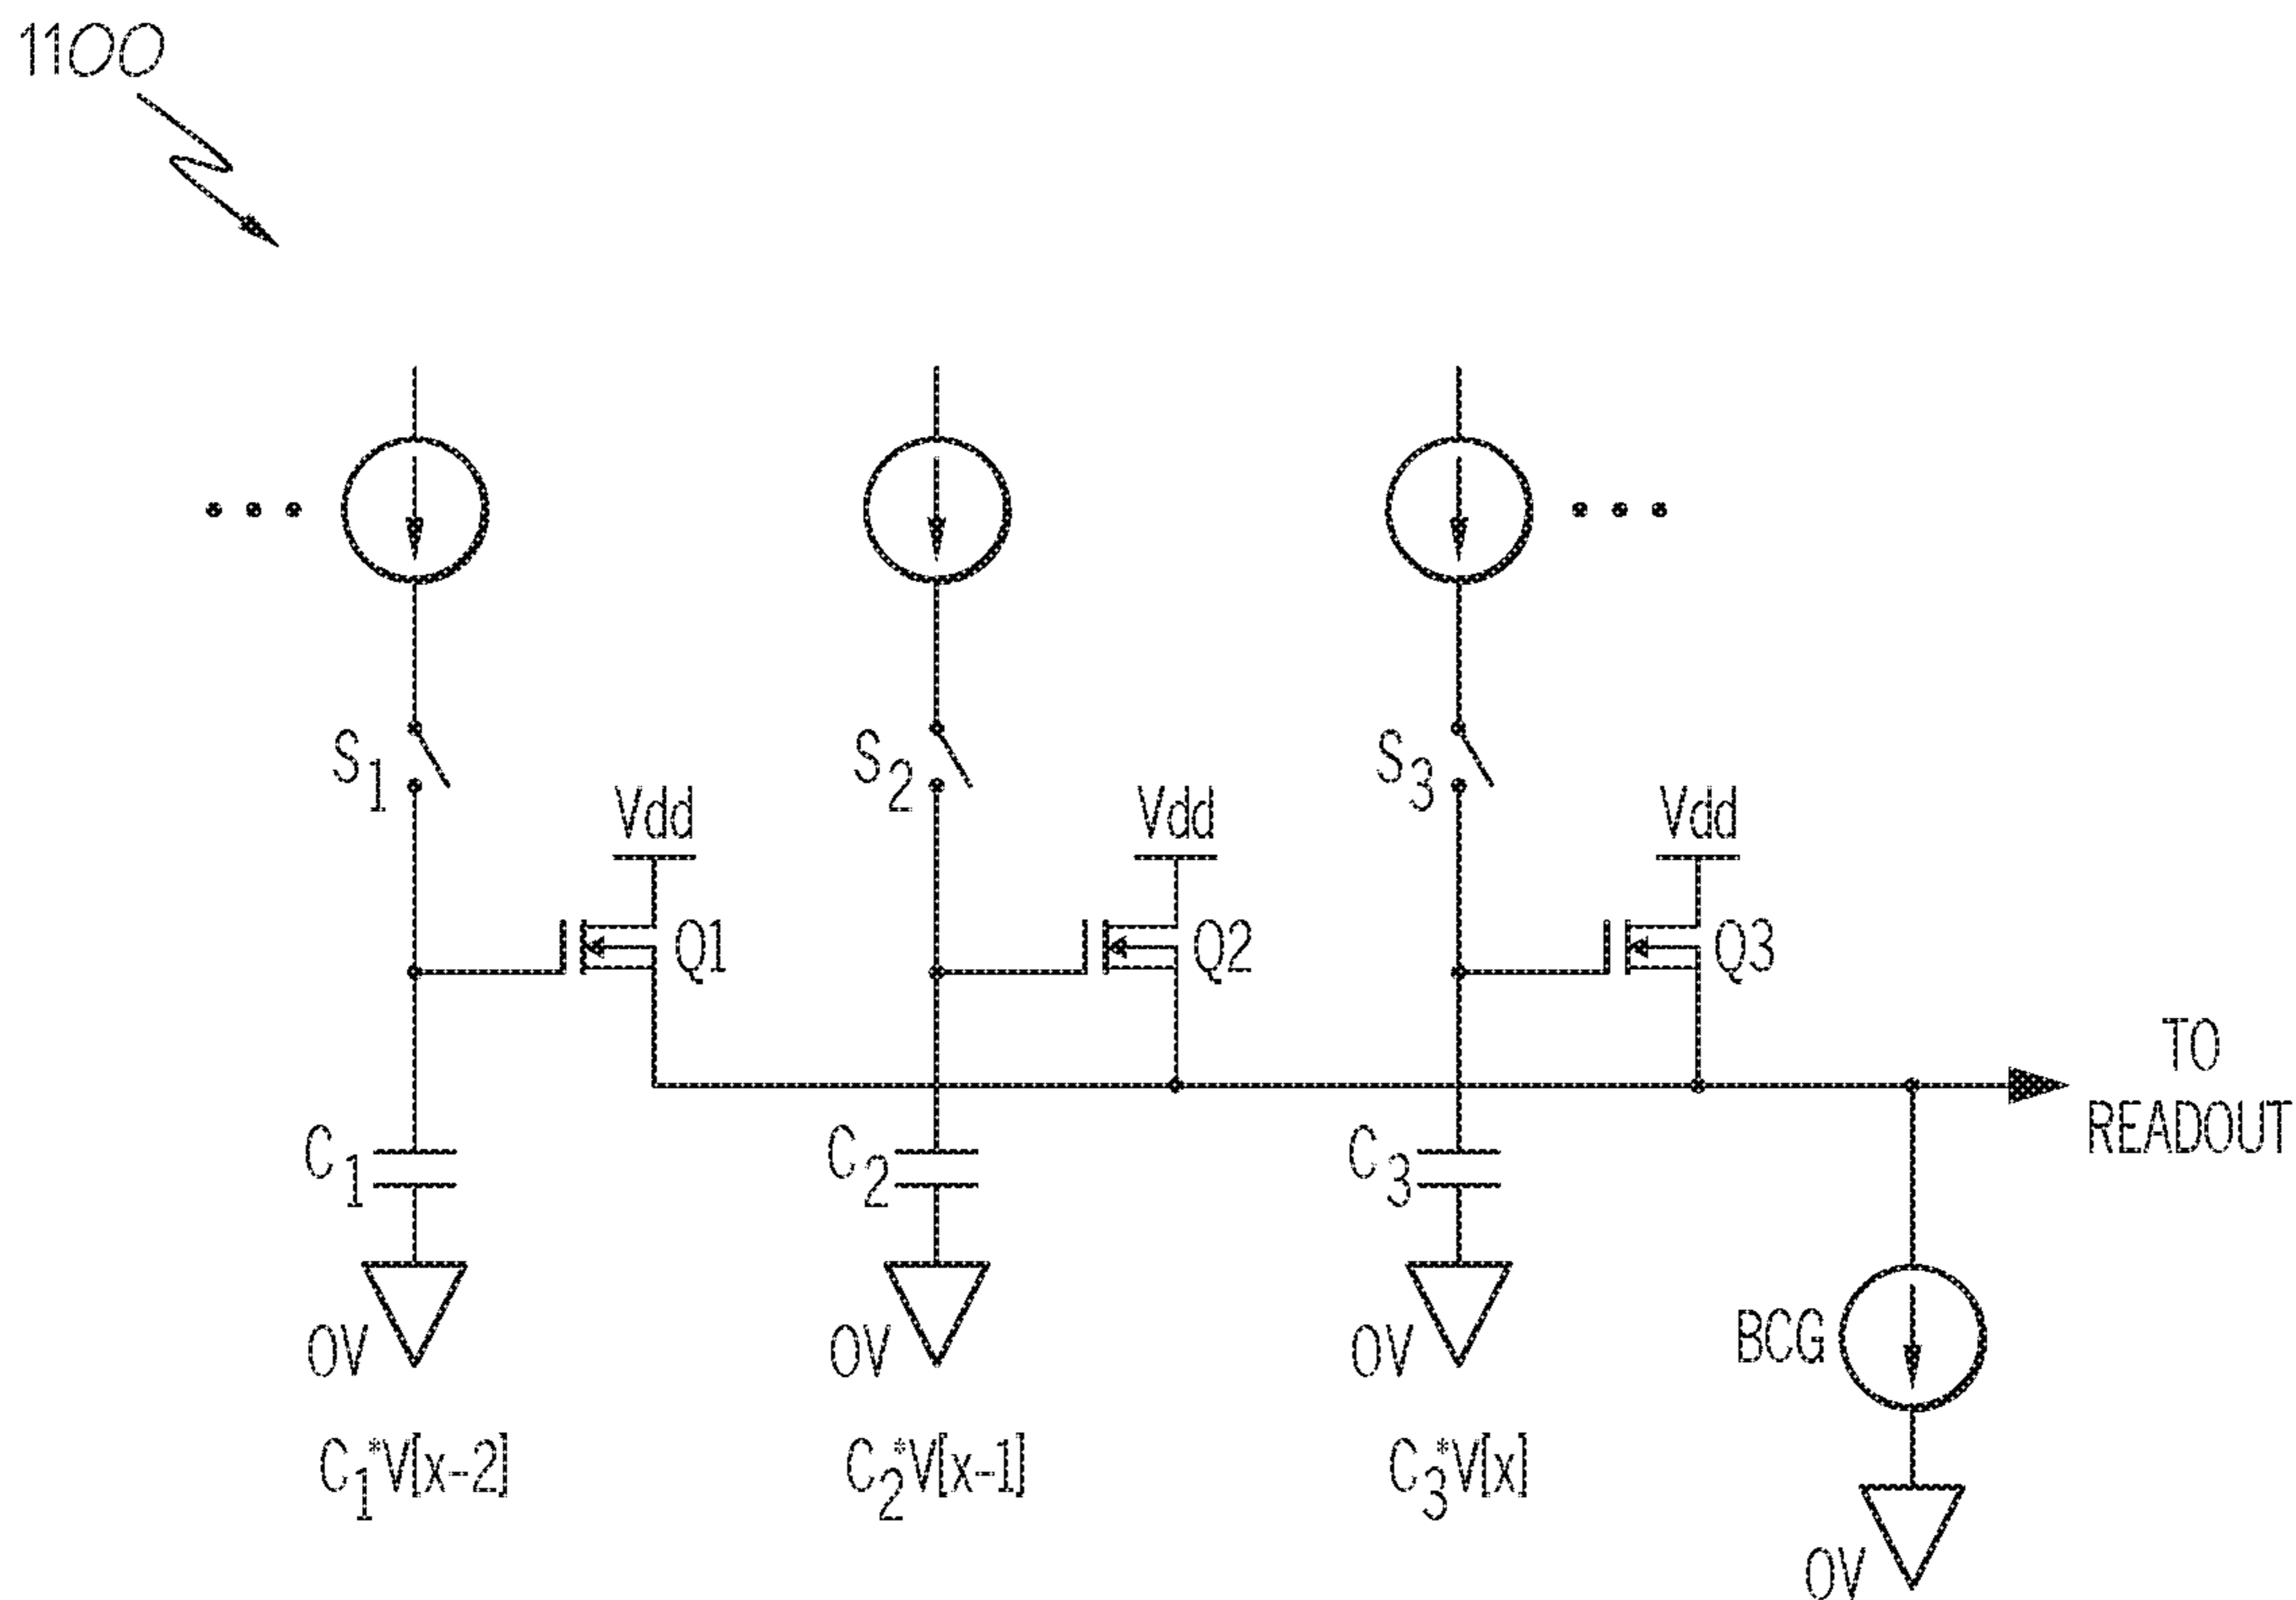 1100
S1
S2
S3
Vdd
Vdd
Vdd
Q1
Q2
Q3
TO
READOUT
C1
C2
C3
BCG
0V
0V
0V
C1*V[x-2]
C2*V[x-1]
C3*V[x]
0V